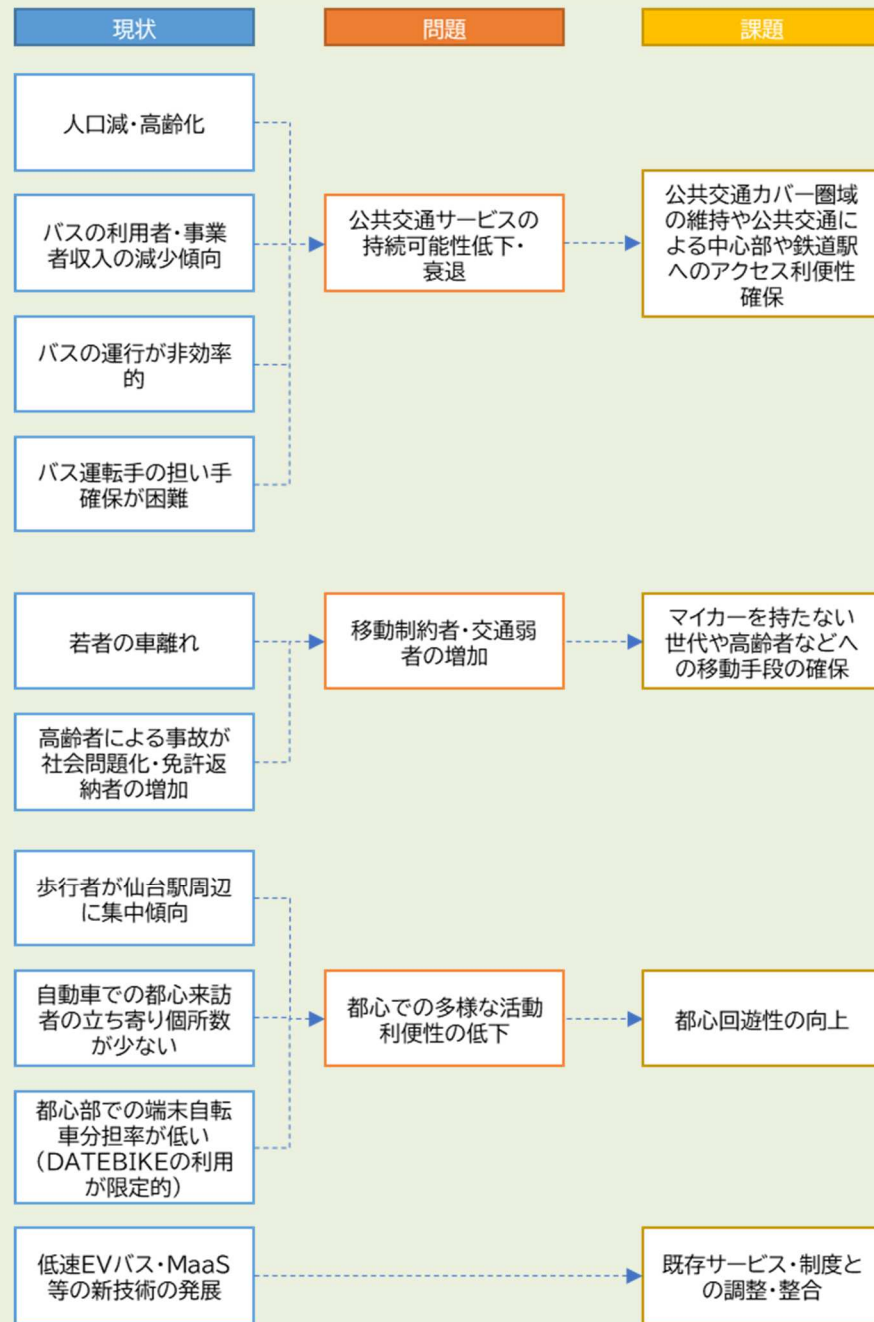 現状
問題
課題
人口減・高齢化
バスの利用者・事業
者収入の減少傾向
バスの運行が非効率
的
バス運転手の担い手
確保が困難
公共交通サービスの
持続可能性低下・
衰退
公共交通カバー圏域
の維持や公共交通に
よる中心部や鉄道駅
へのアクセス利便性
確保
若者の車離れ
高齢者による事故が
社会問題化・免許返
納者の増加
移動制約者・交通弱
者の増加
マイカーを持たない
世代や高齢者などへ
の移動手段の確保
歩行者が仙台駅周辺
に集中傾向
自動車での都心来訪
者の立ち寄り個所数
が少ない
都心部での端末自転
車分担率が低い
(DATEBIKEの利用
が限定的)
都心での多様な活動
利便性の低下
都心回遊性の向上
低速EVバス・MaaS
等の新技術の発展
既存サービス・制度と
の調整・整合